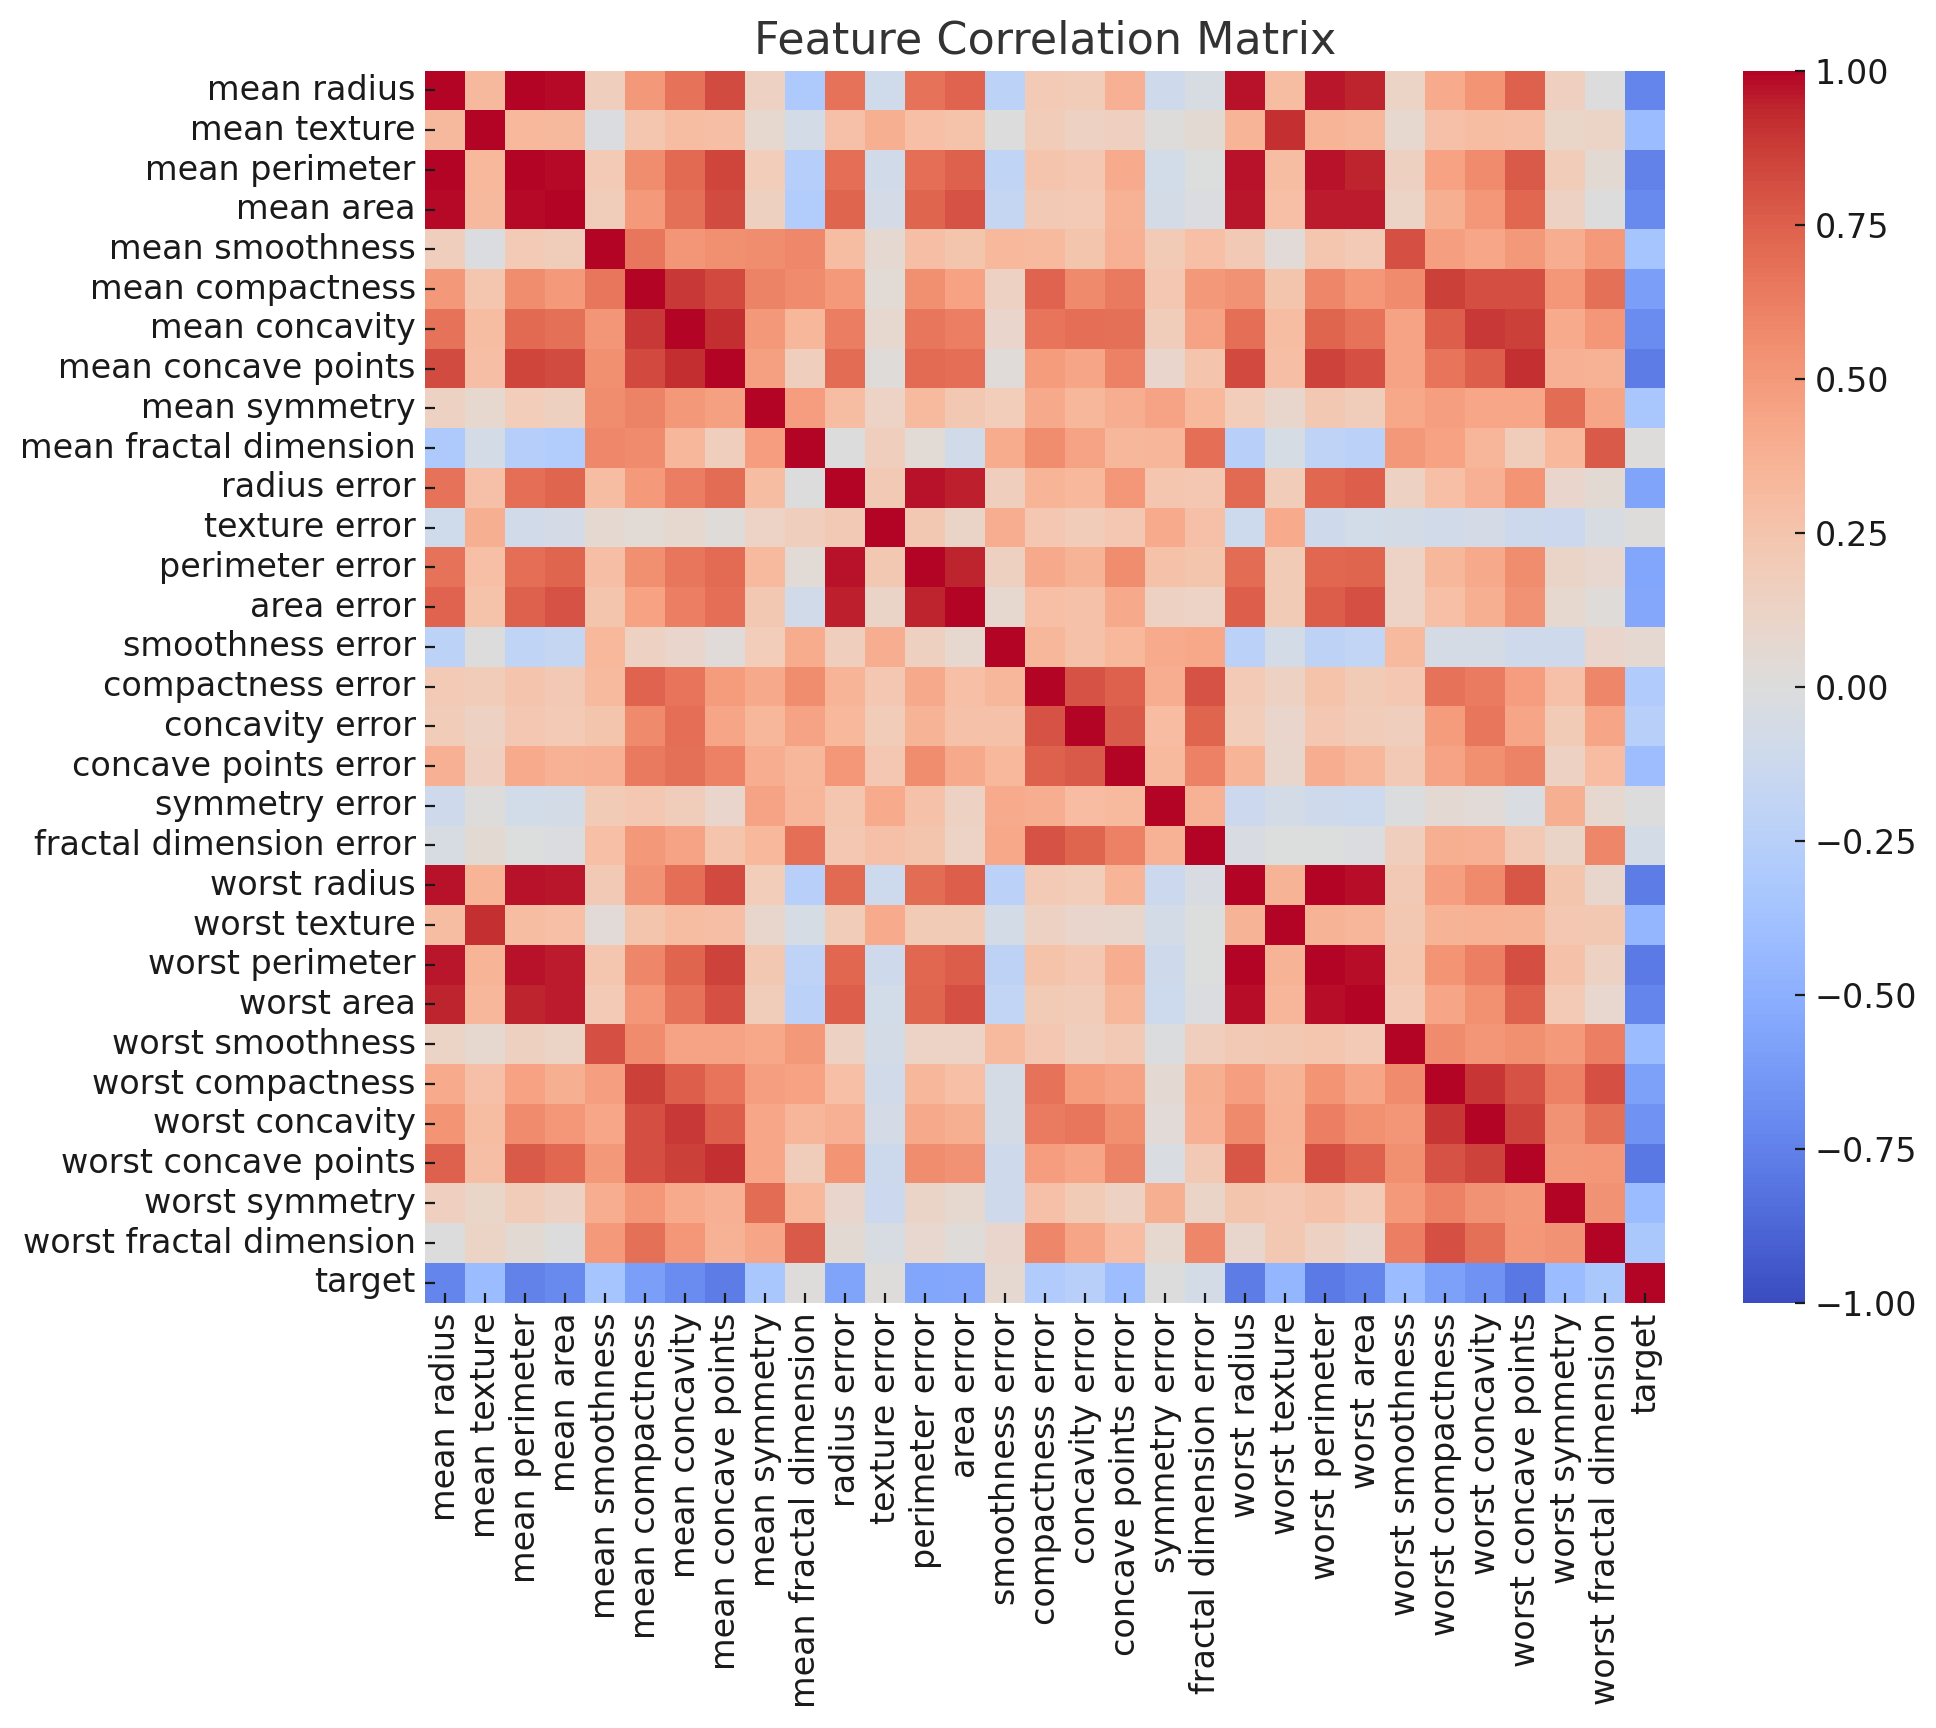 Feature Correlation Matrix
mean radius
mean texture
mean perimeter
mean area
mean smoothness
mean compactness
mean concavity
mean concave points
mean symmetry
mean fractal dimension
radius error
texture error
perimeter error
area error
smoothness error
compactness error
concavity error
concave points error
symmetry error
fractal dimension error
worst radius
worst texture
worst perimeter
worst area
worst smoothness
worst compactness
worst concavity
worst concave points
worst symmetry
worst fractal dimension
target
mean radius
mean texture
mean perimeter
mean area
mean smoothness
mean compactness
mean concavity
mean concave points
mean symmetry
mean fractal dimension
radius error
texture error
perimeter error
area error
smoothness error
compactness error
concavity error
concave points error
symmetry error
fractal dimension error
worst radius
worst texture
worst perimeter
worst area
worst smoothness
worst compactness
worst concavity
worst concave points
worst symmetry
worst fractal dimension
target
1.00
0.75
0.50
0.25
0.00
−0.25
−0.50
−0.75
−1.00